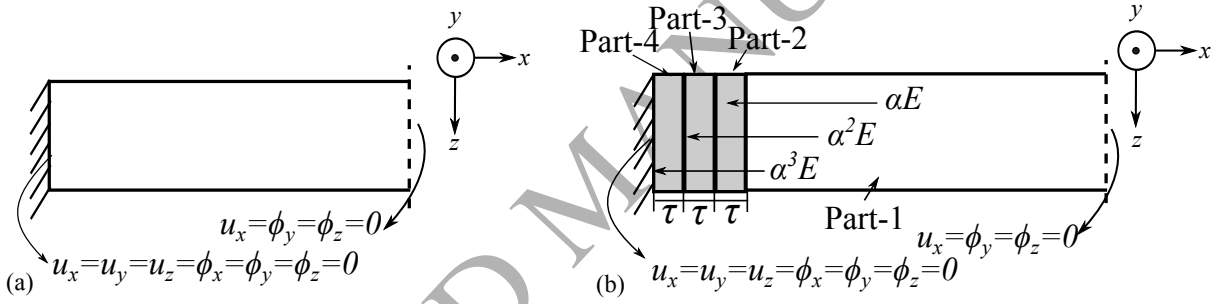 y
x
z
u_x=ϕ_y=ϕ_z=0
u_x=u_y=u_z=ϕ_x=ϕ_y=ϕ_z=0
(a)
Part-3
Part-4
Part-2
y
x
z
αE
α²E
α³E
τ τ τ
Part-1
u_x=ϕ_y=ϕ_z=0
u_x=u_y=u_z=ϕ_x=ϕ_y=ϕ_z=0
(b)
D MANU